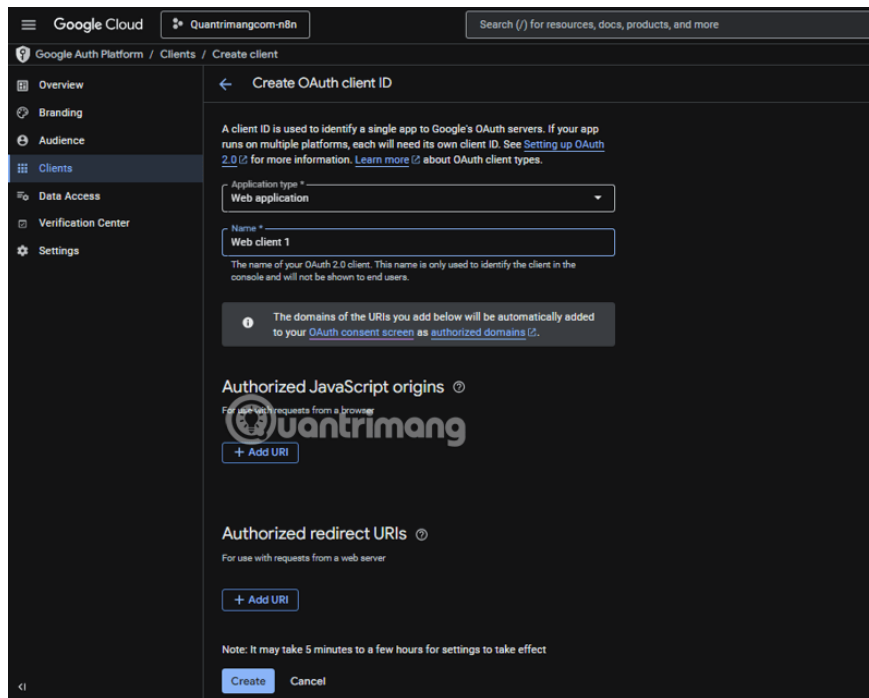 Google Cloud
Quantrimangcom-n8n
Search (/) for resources, docs, products, and more
Google Auth Platform / Clients / Create client
Overview
Branding
Audience
Clients
Data Access
Verification Center
Settings
Create OAuth client ID
A client ID is used to identify a single app to Google's OAuth servers. If your app
runs on multiple platforms, each will need its own client ID. See Setting up OAuth
2.0 for more information. Learn more about OAuth client types.
Application type *
Web application
Name *
Web client 1
The name of your OAuth 2.0 client. This name is only used to identify the client in the
console and will not be shown to end users.
The domains of the URIs you add below will be automatically added
to your OAuth consent screen as authorized domains.
Authorized JavaScript origins
For use with requests from a browser
Quantrimang
+ Add URI
Authorized redirect URIs
For use with requests from a web server
+ Add URI
Note: It may take 5 minutes to a few hours for settings to take effect
Create
Cancel